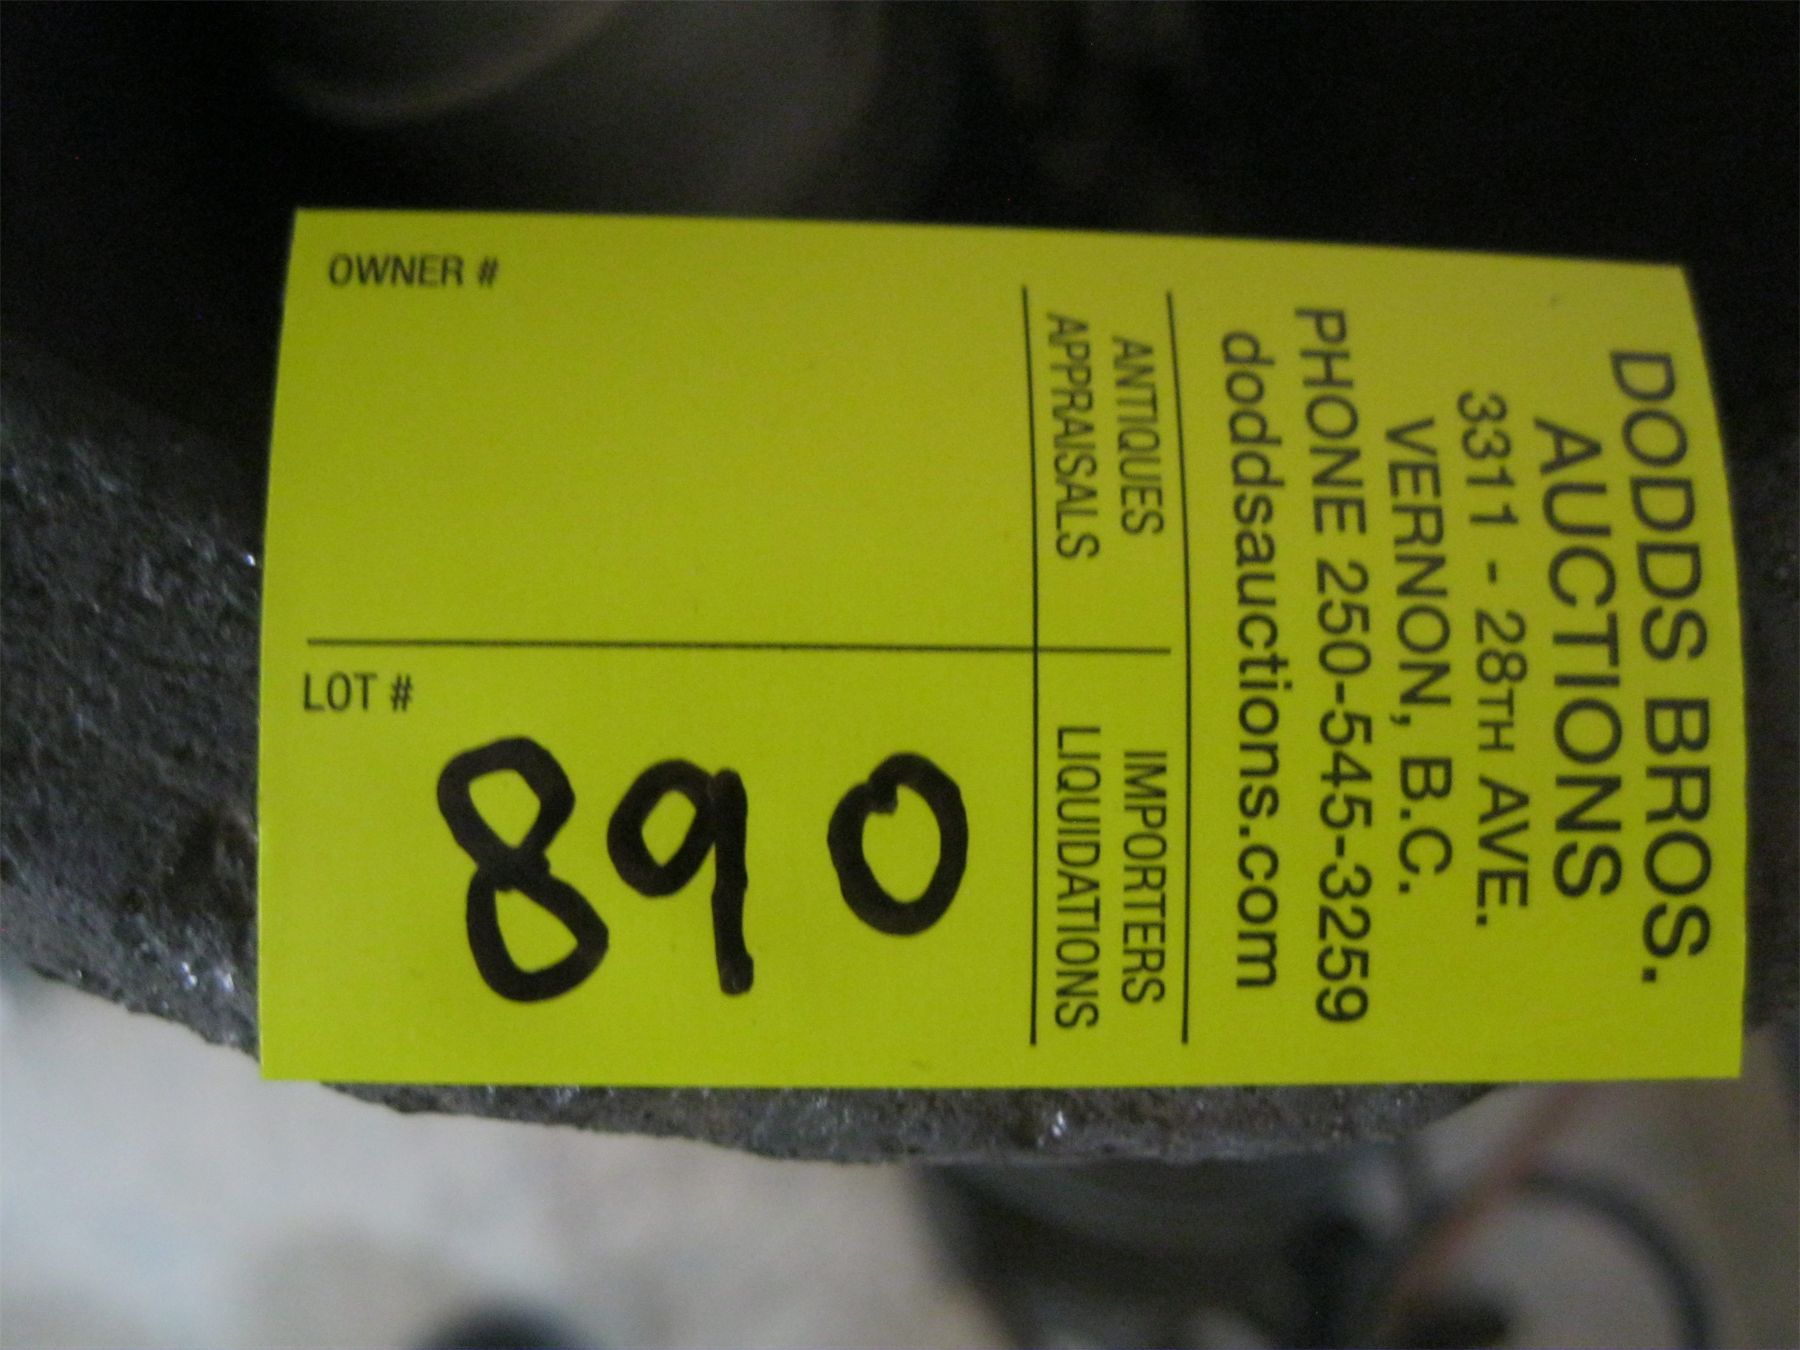 DODDS BROS.
AUCTIONS
3311 - 28TH AVE.
VERNON, B.C.
PHONE 250-545-3259
doddsauctions.com
ANTIQUES IMPORTERS
APPRAISALS LIQUIDATIONS
OWNER #
LOT #
890